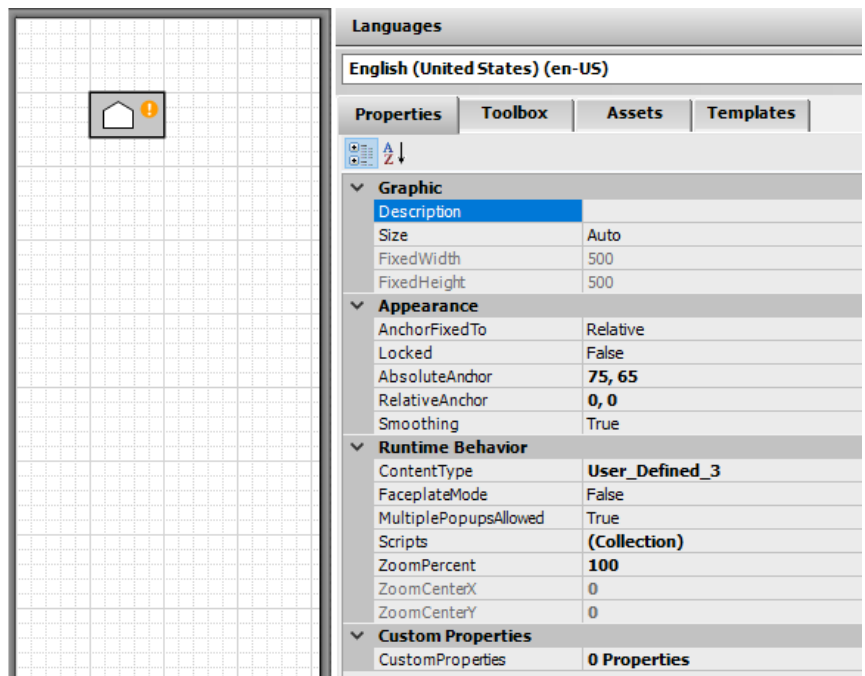 Languages
English (United States) (en-US)
Properties Toolbox Assets Templates
Graphic
Description
Size Auto
FixedWidth 500
FixedHeight 500
Appearance
AnchorFixedTo Relative
Locked False
AbsoluteAnchor 75, 65
RelativeAnchor 0, 0
Smoothing True
Runtime Behavior
ContentType User_Defined_3
FaceplateMode False
MultiplePopupsAllowed True
Scripts (Collection)
ZoomPercent 100
ZoomCenterX 0
ZoomCenterY 0
Custom Properties
CustomProperties 0 Properties